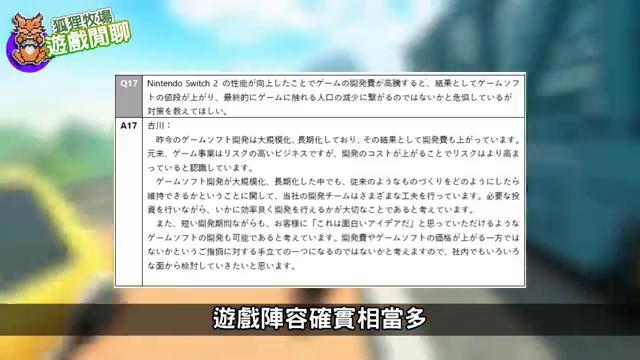 狐狸牧場
遊戲閒聊
Q17
Nintendo Switch 2 の性能が向上したことでゲームの開発費が高騰すると、結果としてゲームソフ
トの値段が上がり、最終的にゲームに触れる人口の減少に繋がるのではないかと危惧しているが
対策を教えてほしい。
A17
古川：
昨今のゲームソフト開発は大規模化、長期化しており、その結果として開発費も上がっています。
元来、ゲーム事業はリスクの高いビジネスですが、開発のコストが上がることでリスクはより高ま
っていると認識しています。
ゲームソフト開発が大規模化、長期化した中でも、従来のようなものづくりをどのようにしたら
維持できるかということに関して、当社の開発チームはさまざまな工夫を行っています。必要な投
資を行いながら、いかに効率良く開発を行えるかが大切なことであると考えています。
また、短い開発期間ながらも、お客様に「これは面白いアイデアだ」と思っていただけるような
ゲームソフトの開発も可能であると考えています。開発費やゲームソフトの価格が上がる一方では
ないかというご指摘に対する手立ての一つになるのではないかと考えますので、社内でもいろいろ
な面から検討していきたいと思います。
遊戲陣容確實相當多